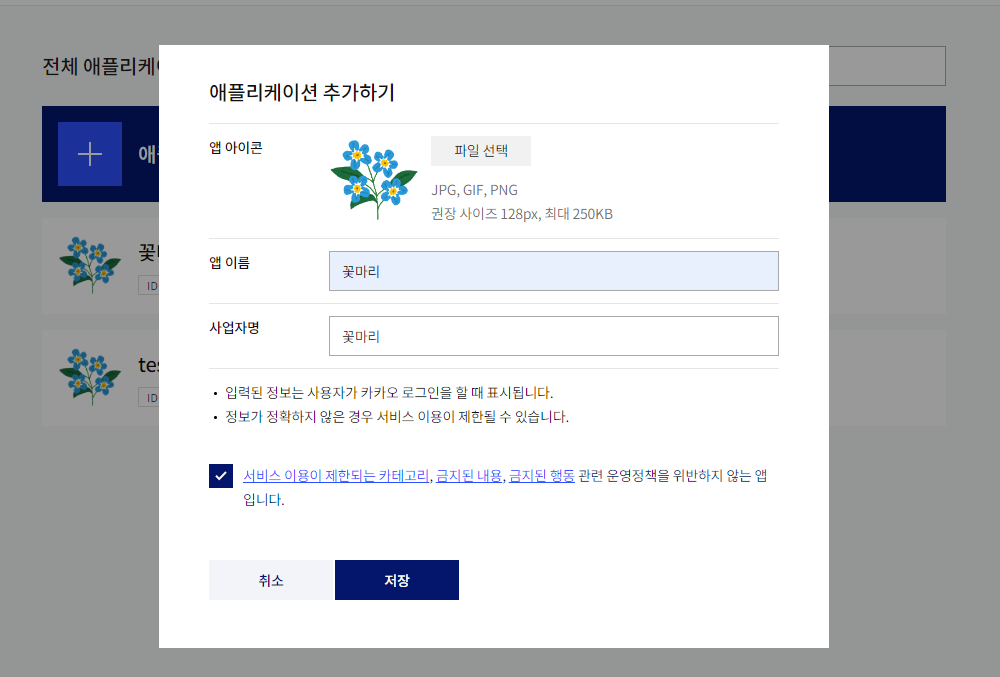 전체 애플리케
애플리케이션 추가하기
앱 아이콘
파일 선택
JPG, GIF, PNG
권장 사이즈 128px, 최대 250KB
앱 이름
꽃마리
사업자명
꽃마리
• 입력된 정보는 사용자가 카카오 로그인을 할 때 표시됩니다.
• 정보가 정확하지 않은 경우 서비스 이용이 제한될 수 있습니다.
서비스 이용이 제한되는 카테고리, 금지된 내용, 금지된 행동 관련 운영정책을 위반하지 않는 앱
입니다.
취소
저장
애
꽃
ID
tes
ID